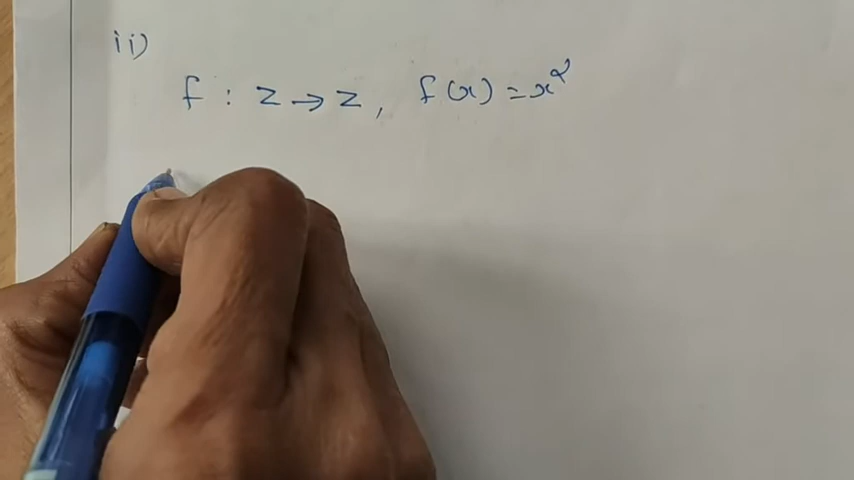 ii)
f : z → z, f(x) = x²